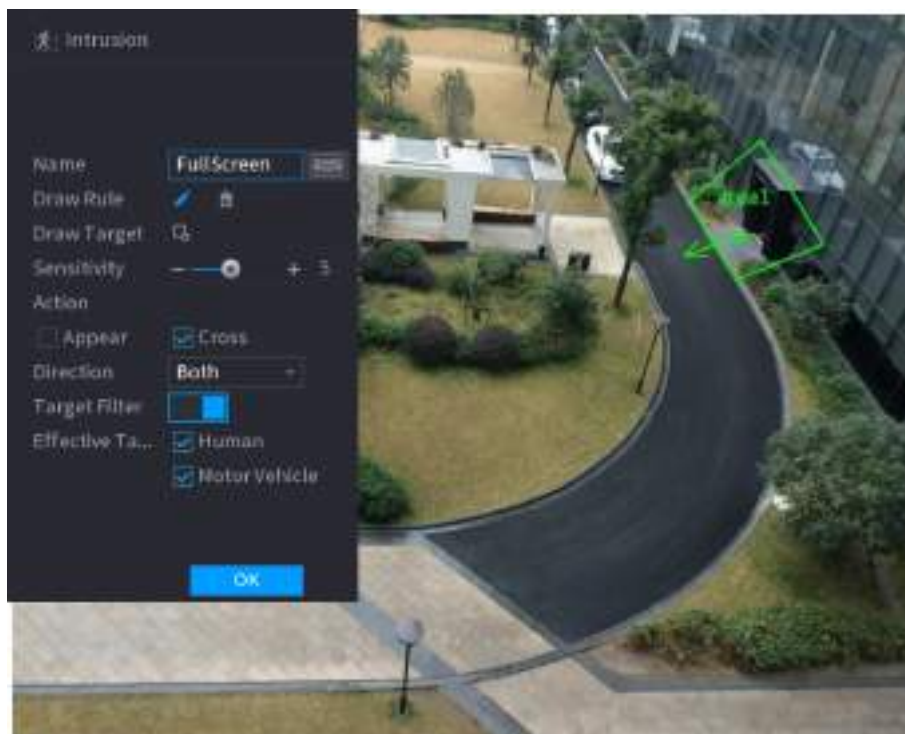 Intrusion
Name FullScreen
Draw Rule
Draw Target
Sensitivity - + 5
Action
Appear Cross
Direction Both
Target Filter
Effective Ta...
Human
Motor Vehicle
OK